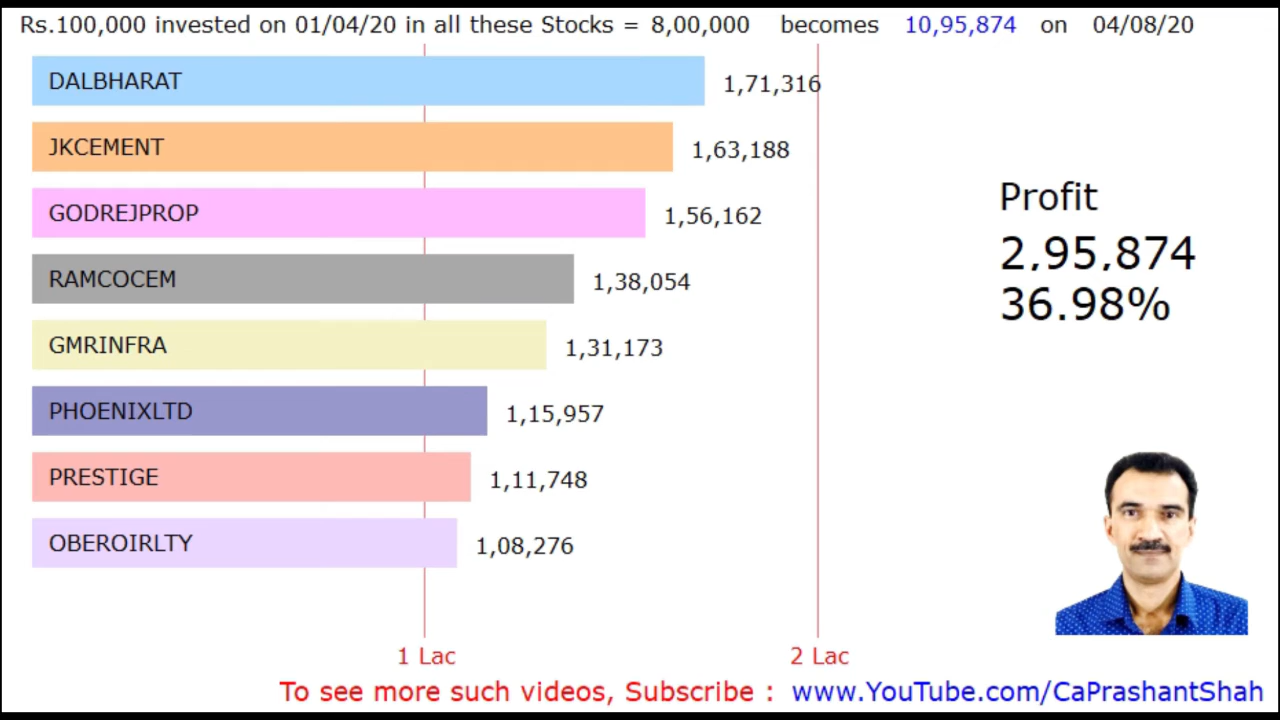 Rs.100,000 invested on 01/04/20 in all these Stocks = 8,00,000 becomes 10,95,874 on 04/08/20
DALBHARAT 1,71,316
JKCEMENT 1,63,188
GODREJPROP 1,56,162
RAMCOCEM 1,38,054
GMRINFRA 1,31,173
PHOENIXLTD 1,15,957
PRESTIGE 1,11,748
OBEROIRLTY 1,08,276
Profit
2,95,874
36.98%
1 Lac 2 Lac
To see more such videos, Subscribe : www.YouTube.com/CaPrashantShah